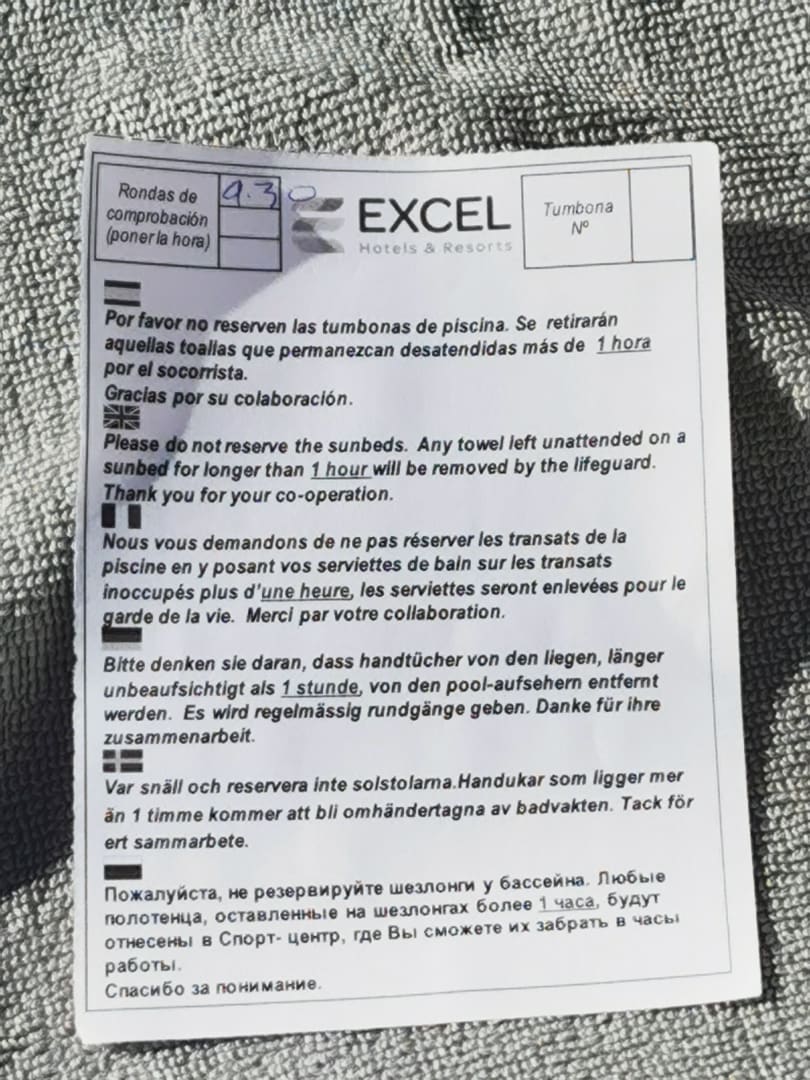 Rondas de
comprobación
(poner la hora)
9.30
EXCEL
Hotels & Resorts
Tumbona
Nº
Por favor no reserven las tumbonas de piscina. Se retirarán
aquellas toallas que permanezcan desatendidas más de 1 hora
por el socorrista.
Gracias por su colaboración.
Please do not reserve the sunbeds. Any towel left unattended on a
sunbed for longer than 1 hour will be removed by the lifeguard.
Thank you for your co-operation.
Nous vous demandons de ne pas réserver les transats de la
piscine en y posant vos serviettes de bain sur les transats
inoccupés plus d'une heure, les serviettes seront enlevées pour le
garde de la vie. Merci par votre collaboration.
Bitte denken sie daran, dass handtücher von den liegen, länger
unbeaufsichtigt als 1 stunde, von den pool-aufsehern entfernt
werden. Es wird regelmässig rundgänge geben. Danke für ihre
zusammenarbeit.
Var snäll och reservera inte solstolarna.Handukar som ligger mer
än 1 timme kommer att bli omhändertagna av badvakten. Tack för
ert sammarbete.
Пожалуйста, не резервируйте шезлонги у бассейна. Любые
полотенца, оставленные на шезлонгах более 1 часа, будут
отнесены в Спорт- центр, где Вы сможете их забрать в часы
работы.
Спасибо за понимание.